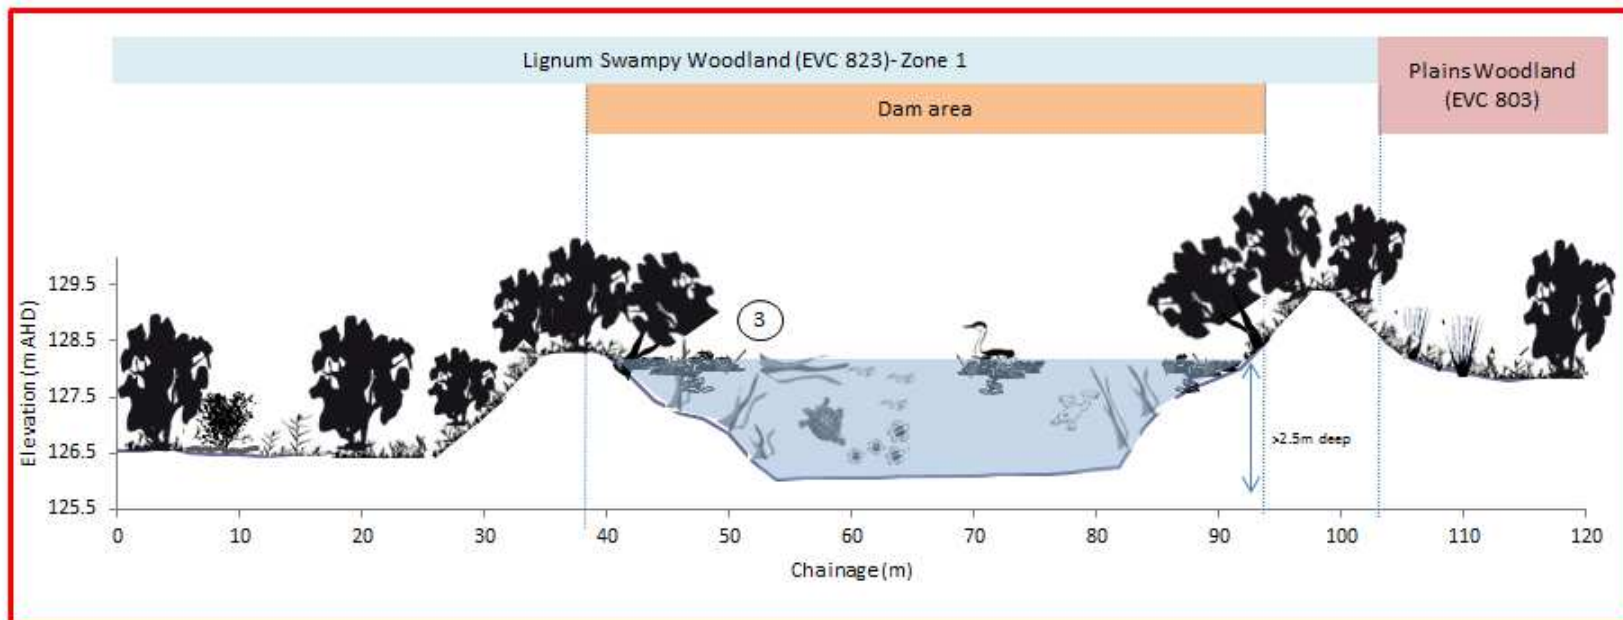 Lignum Swampy Woodland (EVC 823)- Zone 1
Plains Woodland
(EVC 803)
Dam area
Elevation (m AHD)
129.5
128.5
127.5
126.5
125.5
3
>2.5m deep
0 10 20 30 40 50 60 70 80 90 100 110 120
Chainage (m)